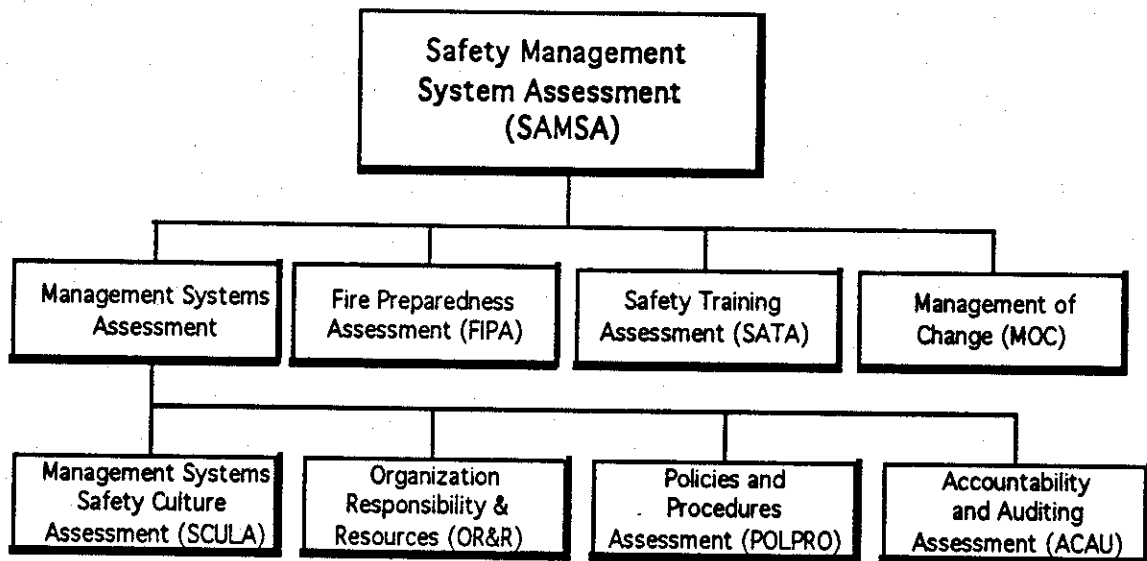 Safety Management
System Assessment
(SAMSA)
Management Systems
Assessment
Fire Preparedness
Assessment (FIPA)
Safety Training
Assessment (SATA)
Management of
Change (MOC)
Management Systems
Safety Culture
Assessment (SCULA)
Organization
Responsibility &
Resources (OR&R)
Policies and
Procedures
Assessment (POLPRO)
Accountability
and Auditing
Assessment (ACAU)